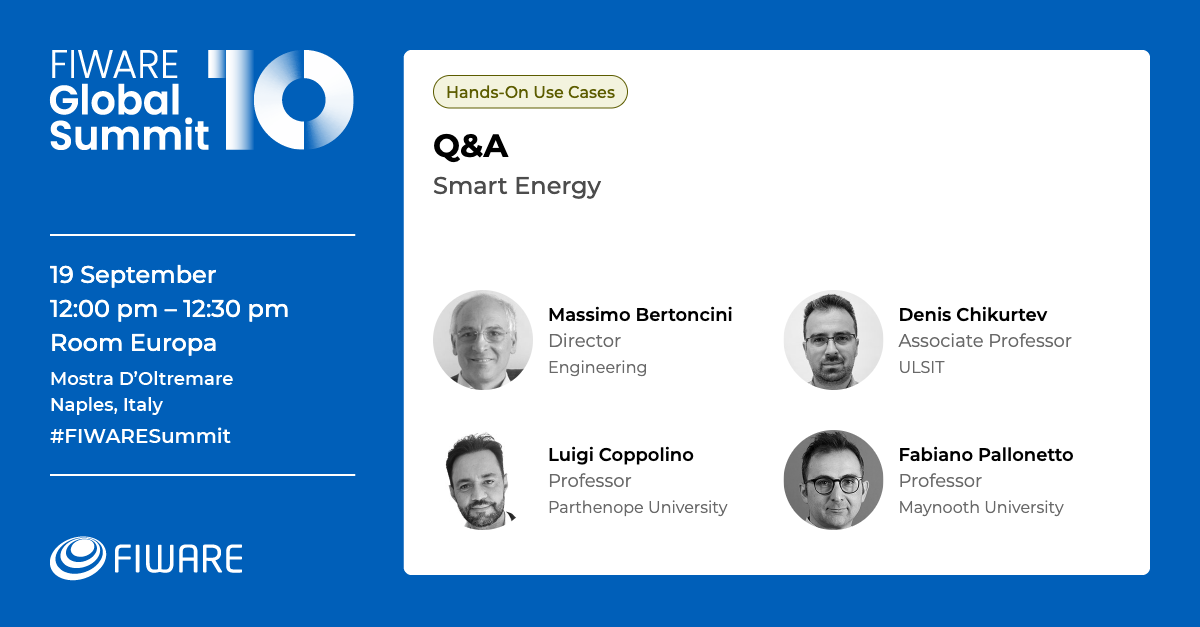 FIWARE
Global
Summit
10
19 September
12:00 pm – 12:30 pm
Room Europa
Mostra D’Oltremare
Naples, Italy
#FIWARESummit
FIWARE
Hands-On Use Cases
Q&A
Smart Energy
Massimo Bertoncini
Director
Engineering
Denis Chikurtev
Associate Professor
ULSIT
Luigi Coppolino
Professor
Parthenope University
Fabiano Pallonetto
Professor
Maynooth University